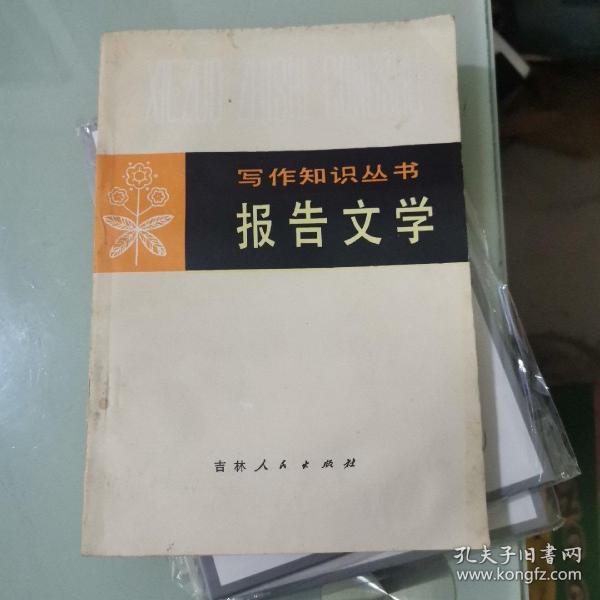 XIEZUO ZHISHI CONGSHU
写作知识丛书
报告文学
吉林人民出版社
孔夫子旧书网
www.kongfz.com